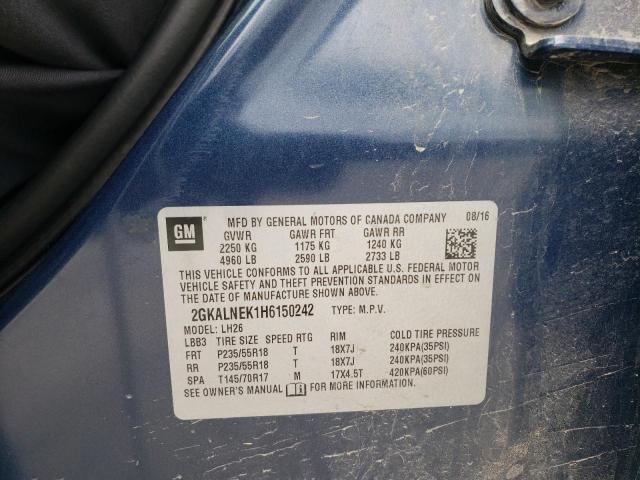 GM
MFD BY GENERAL MOTORS OF CANADA COMPANY 08/16
GVWR GAWR FRT GAWR RR
2250 KG 1175 KG 1240 KG
4960 LB 2590 LB 2733 LB
THIS VEHICLE CONFORMS TO ALL APPLICABLE U.S. FEDERAL MOTOR
VEHICLE SAFETY AND THEFT PREVENTION STANDARDS IN EFFECT ON
THE DATE OF MANUFACTURE SHOWN ABOVE.
2GKALNEK1H6150242 TYPE: M.P.V.
MODEL: LH26
LBB3 TIRE SIZE SPEED RTG RIM COLD TIRE PRESSURE
FRT P235/55R18 T 18X7J 240KPA(35PSI)
RR P235/55R18 T 18X7J 240KPA(35PSI)
SPA T145/70R17 M 17X4.5T 420KPA(60PSI)
SEE OWNER'S MANUAL FOR MORE INFORMATION.